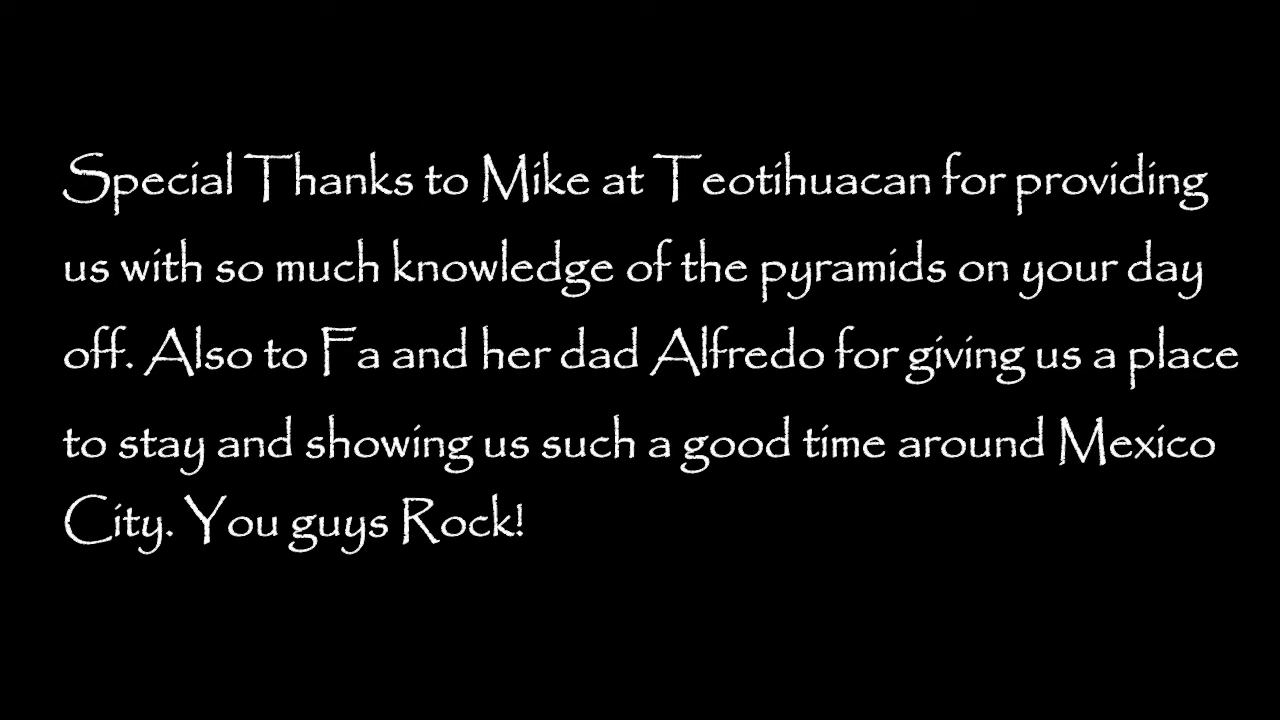 Special Thanks to Mike at Teotihuacan for providing
us with so much knowledge of the pyramids on your day
off. Also to Fa and her dad Alfredo for giving us a place
to stay and showing us such a good time around Mexico
City. You guys Rock!